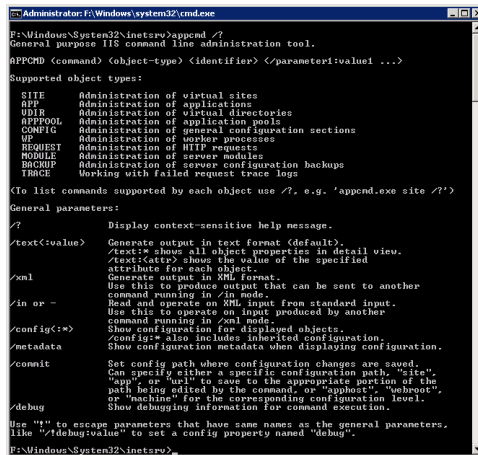 Administrator: F:\Windows\system32\cmd.exe
F:\Windows\System32\inetsrv>appcmd /?
General purpose IIS command line administration tool.
APPCMD (command) (object-type) <identifier> </parameter1:value1 ...>
Supported object types:
SITE Administration of virtual sites
APP Administration of applications
VDIR Administration of virtual directories
APPPOOL Administration of application pools
CONFIG Administration of general configuration sections
WP Administration of worker processes
REQUEST Administration of HTTP requests
MODULE Administration of server modules
BACKUP Administration of server configuration backups
TRACE Working with failed request trace logs
(To list commands supported by each object use /?, e.g. 'appcmd.exe site /?')
General parameters:
/? Display context-sensitive help message.
/text<:value> Generate output in text format (default).
/text:* shows all object properties in detail view.
/text:<attr> shows the value of the specified
attribute for each object.
/xml Generate output in XML format.
Use this to produce output that can be sent to another
command running in /in mode.
/in or - Read and operate on XML input from standard input.
Use this to operate on input produced by another
command running in /xml mode.
/config<:*> Show configuration for displayed objects.
/config:* also includes inherited configuration.
/metadata Show configuration metadata when displaying configuration.
/commit Set config path where configuration changes are saved.
Can specify either a specific configuration path, "site",
"app", or "url" to save to the appropriate portion of the
path being edited by the command, or "apphost", "webroot",
or "machine" for the corresponding configuration level.
/debug Show debugging information for command execution.
Use "!" to escape parameters that have same names as the general parameters,
like "/!debug:value" to set a config property named "debug".
F:\Windows\System32\inetsrv>_